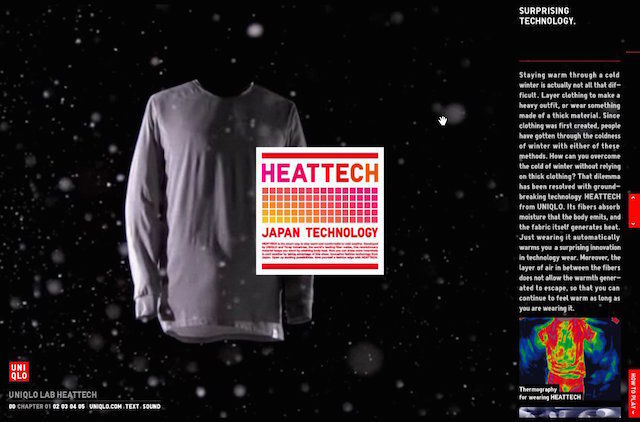 SURPRISING
TECHNOLOGY.
Staying warm through a cold
winter is actually not all that dif-
ficult. Layer clothing to make a
heavy outfit, or wear something
made of a thick material. Since
clothing was first created, people
have gotten through the coldness
of winter with either of these
methods. How can you overcome
the cold of winter without relying
on thick clothing? That dilemma
has been resolved with ground-
breaking technology HEATTECH
from UNIQLO. Its fibers absorb
moisture that the body emits, and
the fabric itself generates heat.
Just wearing it automatically
warms you a surprising innovation
in technology wear. Moreover, the
layer of air in between the fibers
does not allow the warmth gener-
ated to escape, so that you can
continue to feel warm as long as
you are wearing it.
Thermography
for wearing HEATTECH
HOW TO PLAY
HEATTECH
JAPAN TECHNOLOGY
UNI
QLO
UNIQLO LAB HEATTECH
00 CHAPTER 01 02 03 04 05 UNIQLO.COM . TEXT . SOUND